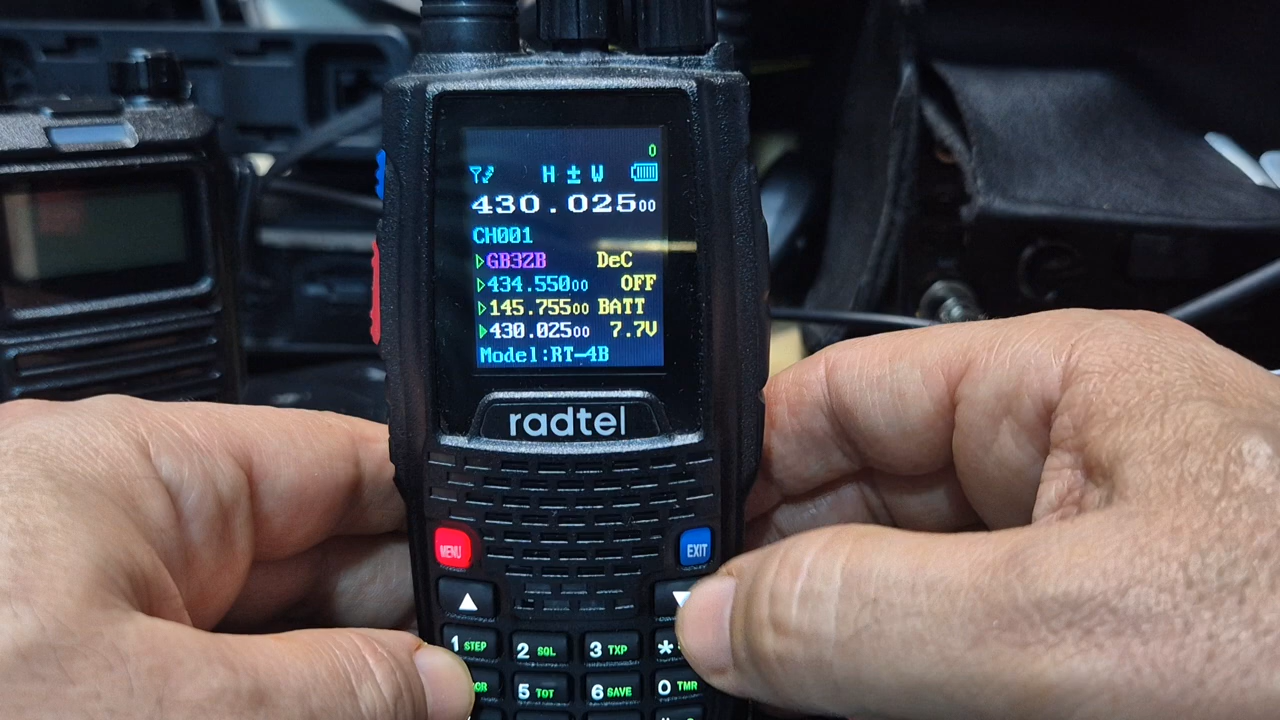 0
H ± W
430.02500
CH001
GB3ZB DeC
434.55000 OFF
145.75500 BATT
430.02500 7.7V
Model:RT-4B
radtel
MENU EXIT
1 STEP 2 SQL 3 TXP *
5 TOT 6 SAVE 0 TMR